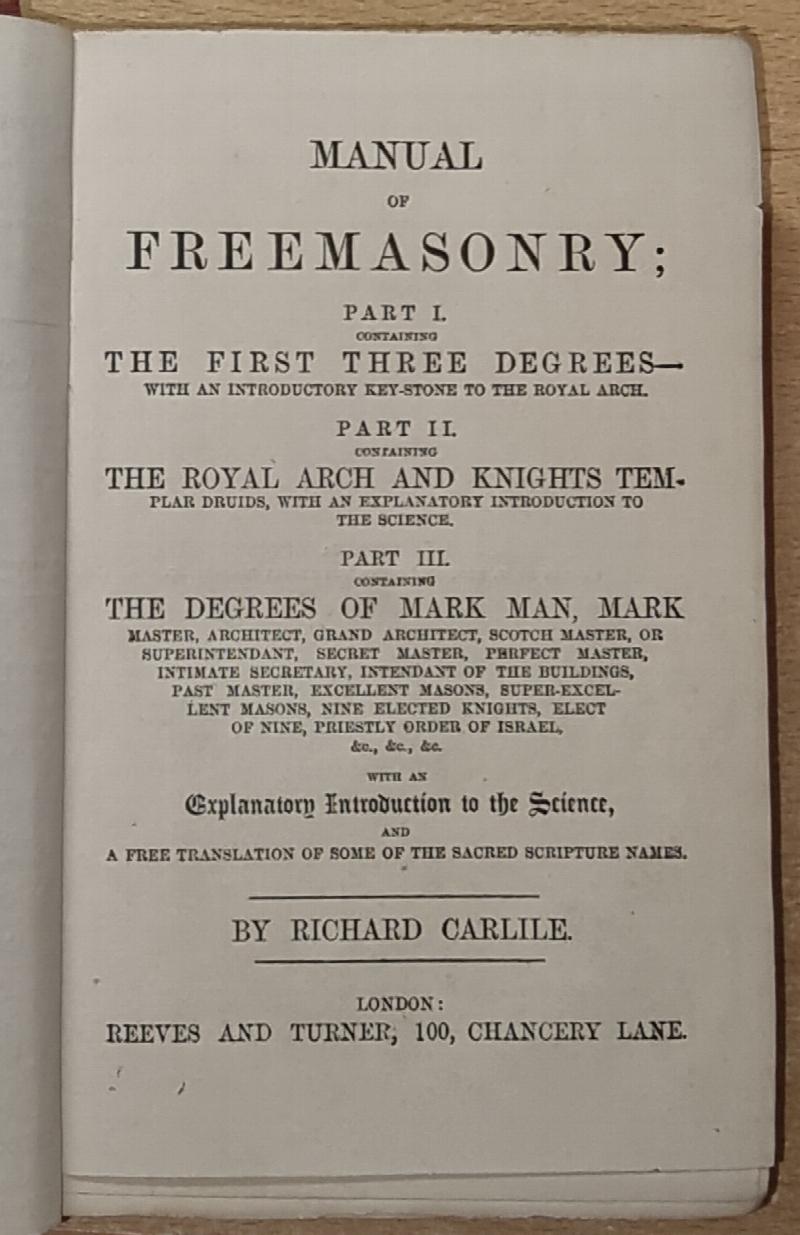 MANUAL
OF
FREEMASONRY;
PART I.
CONTAINING
THE FIRST THREE DEGREES—
WITH AN INTRODUCTORY KEY-STONE TO THE ROYAL ARCH.
PART II.
CONTAINING
THE ROYAL ARCH AND KNIGHTS TEM-
PLAR DRUIDS, WITH AN EXPLANATORY INTRODUCTION TO
THE SCIENCE.
PART III.
CONTAINING
THE DEGREES OF MARK MAN, MARK
MASTER, ARCHITECT, GRAND ARCHITECT, SCOTCH MASTER, OR
SUPERINTENDANT, SECRET MASTER, PERFECT MASTER,
INTIMATE SECRETARY, INTENDANT OF THE BUILDINGS,
PAST MASTER, EXCELLENT MASONS, SUPER-EXCEL-
LENT MASONS, NINE ELECTED KNIGHTS, ELECT
OF NINE, PRIESTLY ORDER OF ISRAEL,
&c., &c., &c.
WITH AN
Explanatory Introduction to the Science,
AND
A FREE TRANSLATION OF SOME OF THE SACRED SCRIPTURE NAMES.
BY RICHARD CARLILE.
LONDON:
REEVES AND TURNER, 100, CHANCERY LANE.